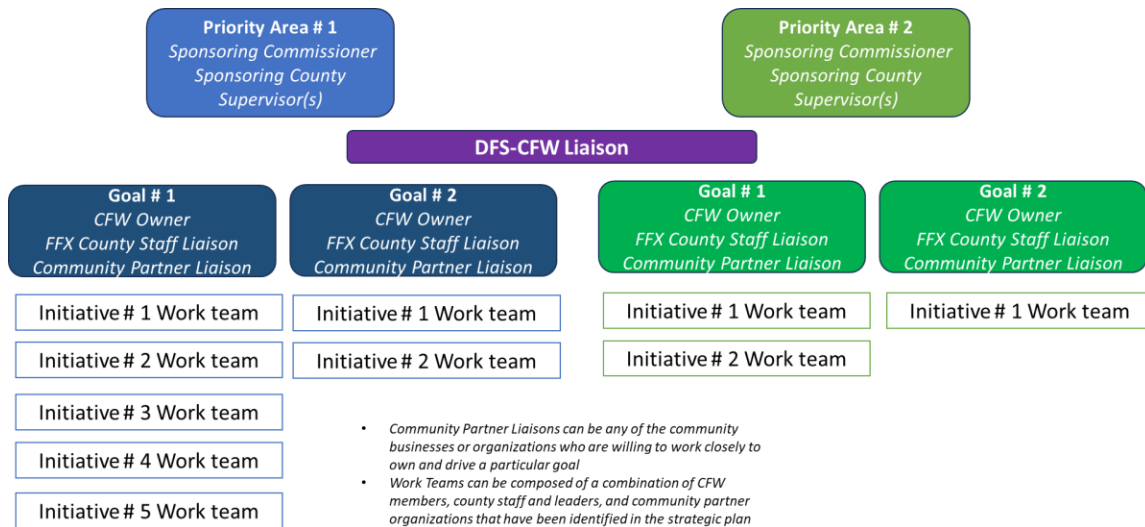 Priority Area # 1
Sponsoring Commissioner
Sponsoring County
Supervisor(s)
Priority Area # 2
Sponsoring Commissioner
Sponsoring County
Supervisor(s)
DFS-CFW Liaison
Goal # 1
CFW Owner
FFX County Staff Liaison
Community Partner Liaison
Initiative # 1 Work team
Initiative # 2 Work team
Initiative # 3 Work team
Initiative # 4 Work team
Initiative # 5 Work team
Goal # 2
CFW Owner
FFX County Staff Liaison
Community Partner Liaison
Initiative # 1 Work team
Initiative # 2 Work team
Goal # 1
CFW Owner
FFX County Staff Liaison
Community Partner Liaison
Initiative # 1 Work team
Initiative # 2 Work team
Goal # 2
CFW Owner
FFX County Staff Liaison
Community Partner Liaison
Initiative # 1 Work team
• Community Partner Liaisons can be any of the community
businesses or organizations who are willing to work closely to
own and drive a particular goal
• Work Teams can be composed of a combination of CFW
members, county staff and leaders, and community partner
organizations that have been identified in the strategic plan